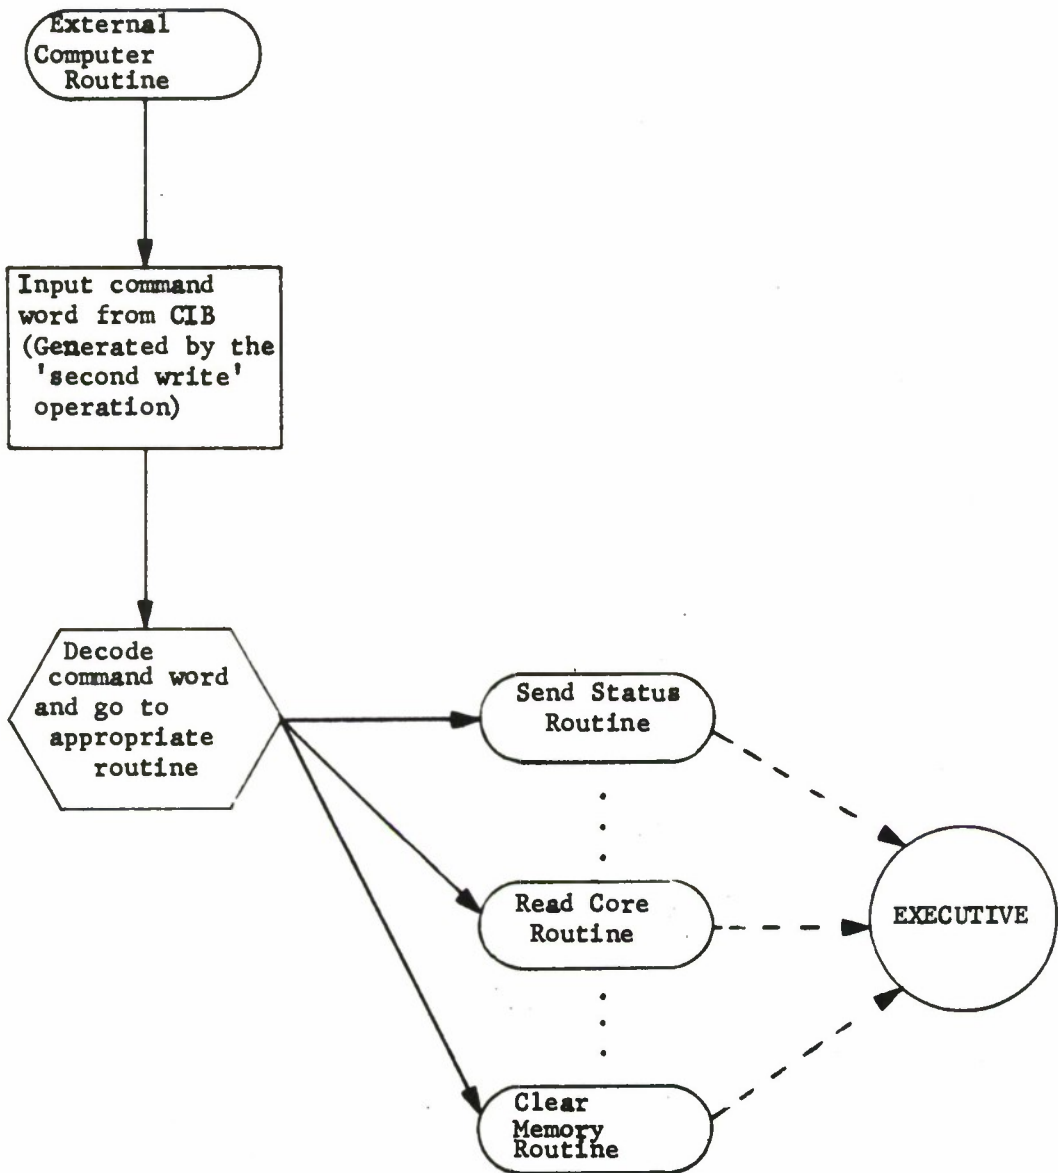 External
Computer
Routine
Input command
word from CIB
(Generated by the
'second write'
operation)
Decode
command word
and go to
appropriate
routine
Send Status
Routine
Read Core
Routine
EXECUTIVE
Clear
Memory
Routine